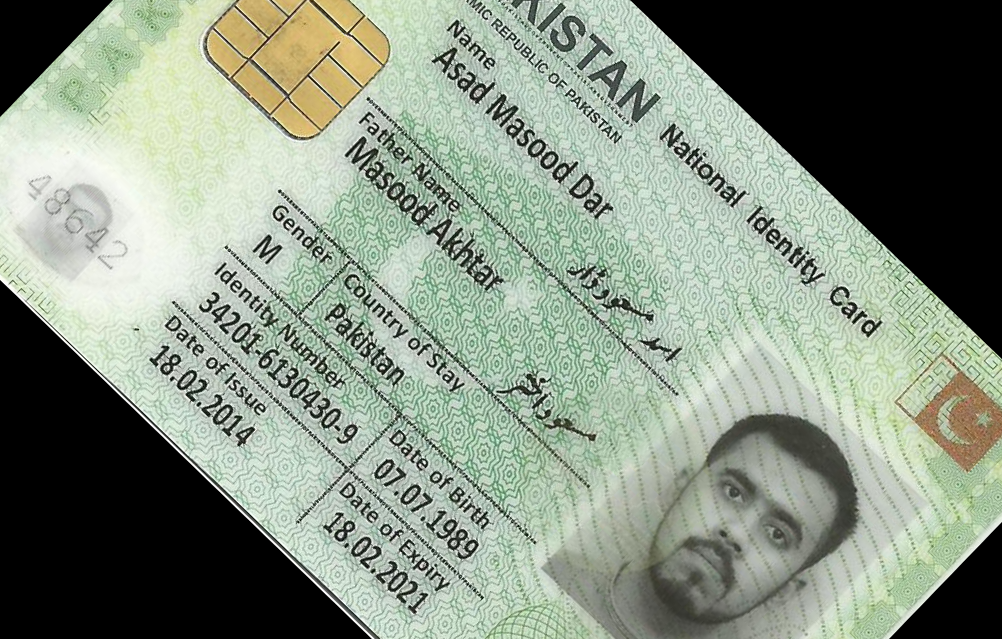 PAK
KISTAN National Identity Card
MIC REPUBLIC OF PAKISTAN
Name
Asad Masood Dar
اسد مسعود ڈار
Father Name
Masood Akhtar
مسعود اختر
Gender Country of Stay
M Pakistan
Identity Number Date of Birth
34201-6130430-9 07.07.1989
Date of Issue Date of Expiry
18.02.2014 18.02.2021
48642